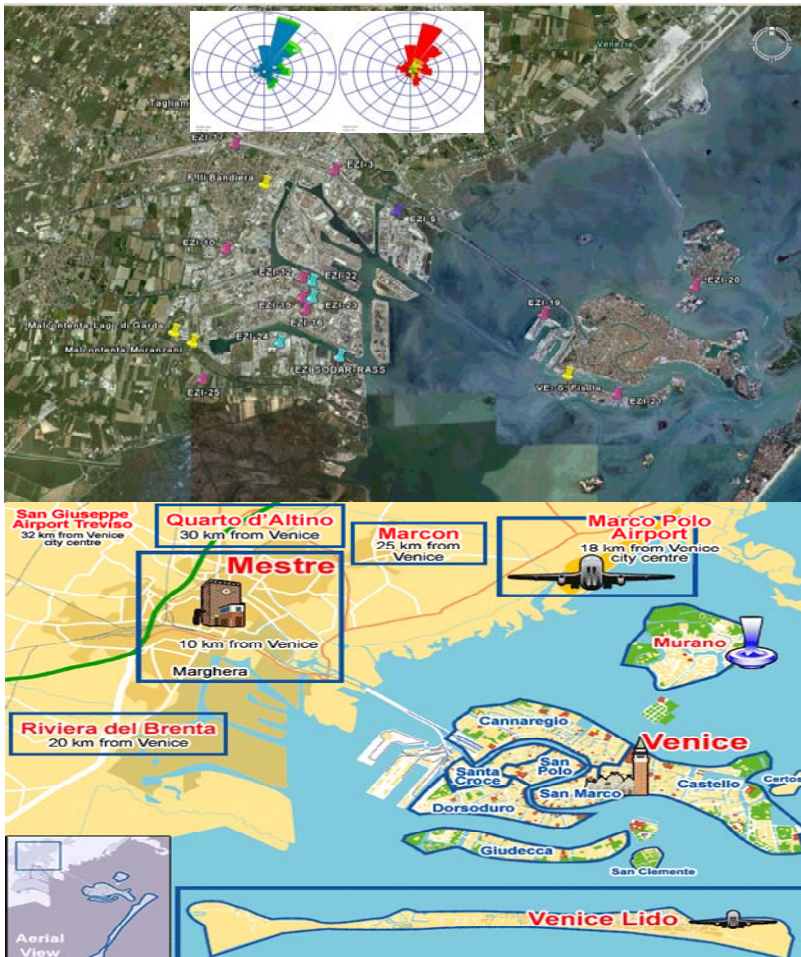 Venezia
Tagliam
EZI-17
EZI-3
F.lli Bandiera
EZI-5
EZI-10
EZI-12
EZI-22
EZI-20
EZI-15
EZI-23
EZI-16
EZI-19
Malcontenta Lago di Garda
EZI-24
Malcontenta Moranzani
EZI SODAR-RASS
EZI-25
VE. S° Fisola
EZI-21
San Giuseppe
Airport Treviso
32 km from Venice
city centre
Quarto d'Altino
30 km from Venice
Marcon
25 km from
Venice
Marco Polo
Airport
18 km from Venice
city centre
Mestre
10 km from Venice
Marghera
Murano
Riviera del Brenta
20 km from Venice
Cannaregio
Venice
Santa
Croce
San
Polo
San Marco
Castello
Certos
Dorsoduro
Giudecca
San Clemente
Aerial
View
Venice Lido